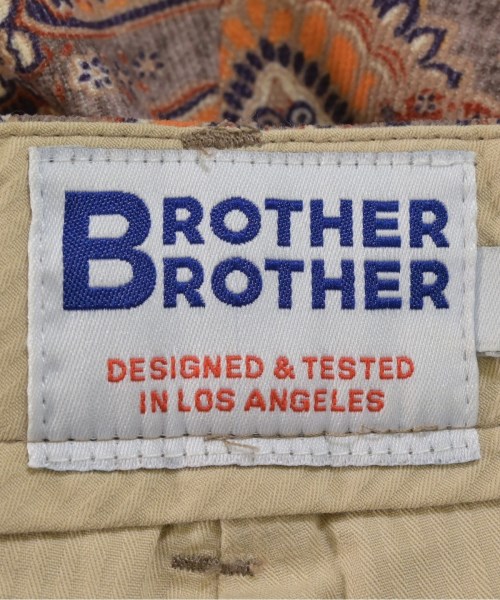 BROTHER
BROTHER
DESIGNED & TESTED
IN LOS ANGELES